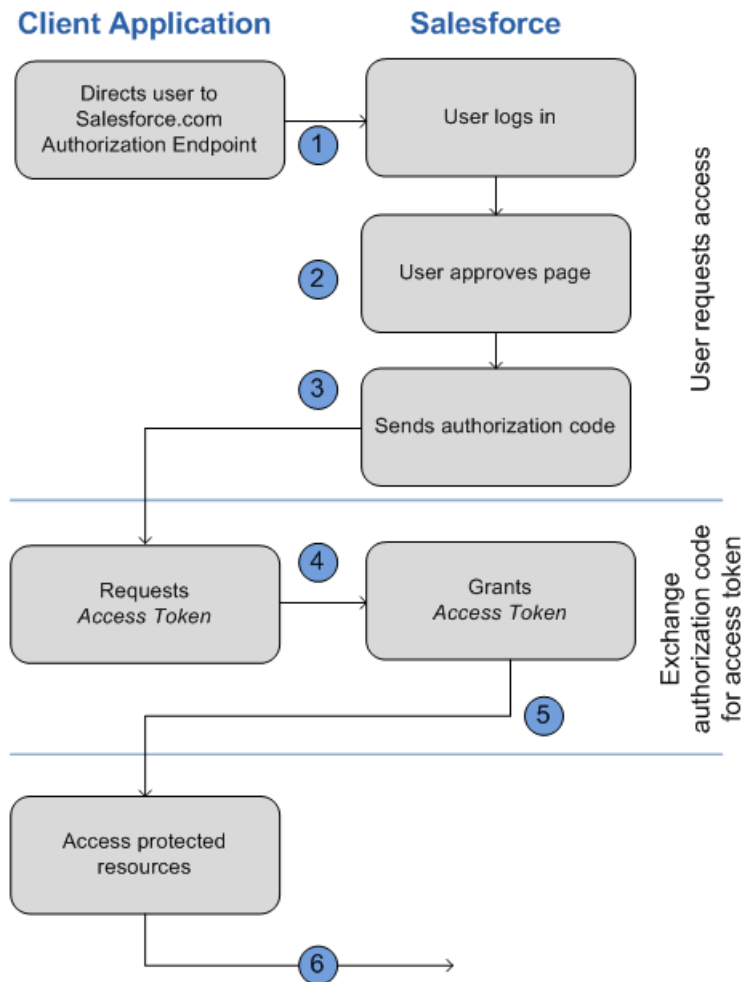 Client Application
Salesforce
Directs user to
Salesforce.com
Authorization Endpoint
1
User logs in
2
User approves page
3
Sends authorization code
User requests access
Requests
Access Token
4
Grants
Access Token
5
Exchange
authorization code
for access token
Access protected
resources
6